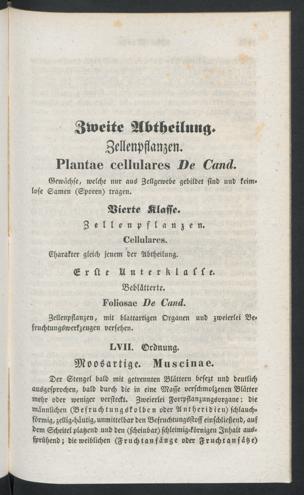 Zweite Abtheilung.
Zellenpflanzen.
Plantae cellulares De Cand.
Gewächse, welche nur aus Zellgewebe gebildet sind und keim-
lose Samen (Sporen) tragen.
Vierte Klasse.
Zellenpflanzen.
Cellulares.
Charakter gleich jenem der Abtheilung.
Erste Unterklasse.
Beblätterte.
Foliosae De Cand.
Zellenpflanzen, mit blattartigen Organen und zweierlei Be-
fruchtungswerkzeugen versehen.
LVII. Ordnung.
Moosartige. Muscinae.
Der Stengel bald mit getrennten Blättern besezt und deutlich
ausgesprochen, bald durch die in eine Masse verschmolzenen Blätter
mehr oder weniger versteckt. Zweierlei Fortpflanzungsorgane: die
männlichen (Befruchtungskolben oder Antheridien) schlauch-
förmig, zellig-häutig, unmittelbar den Befruchtungsstoff einschließend, auf
dem Scheitel platzend und den (scheinbar) schleimig-körnigen Inhalt aus-
sprühend; die weiblichen (Fruchtanfänge oder Fruchtansätze)